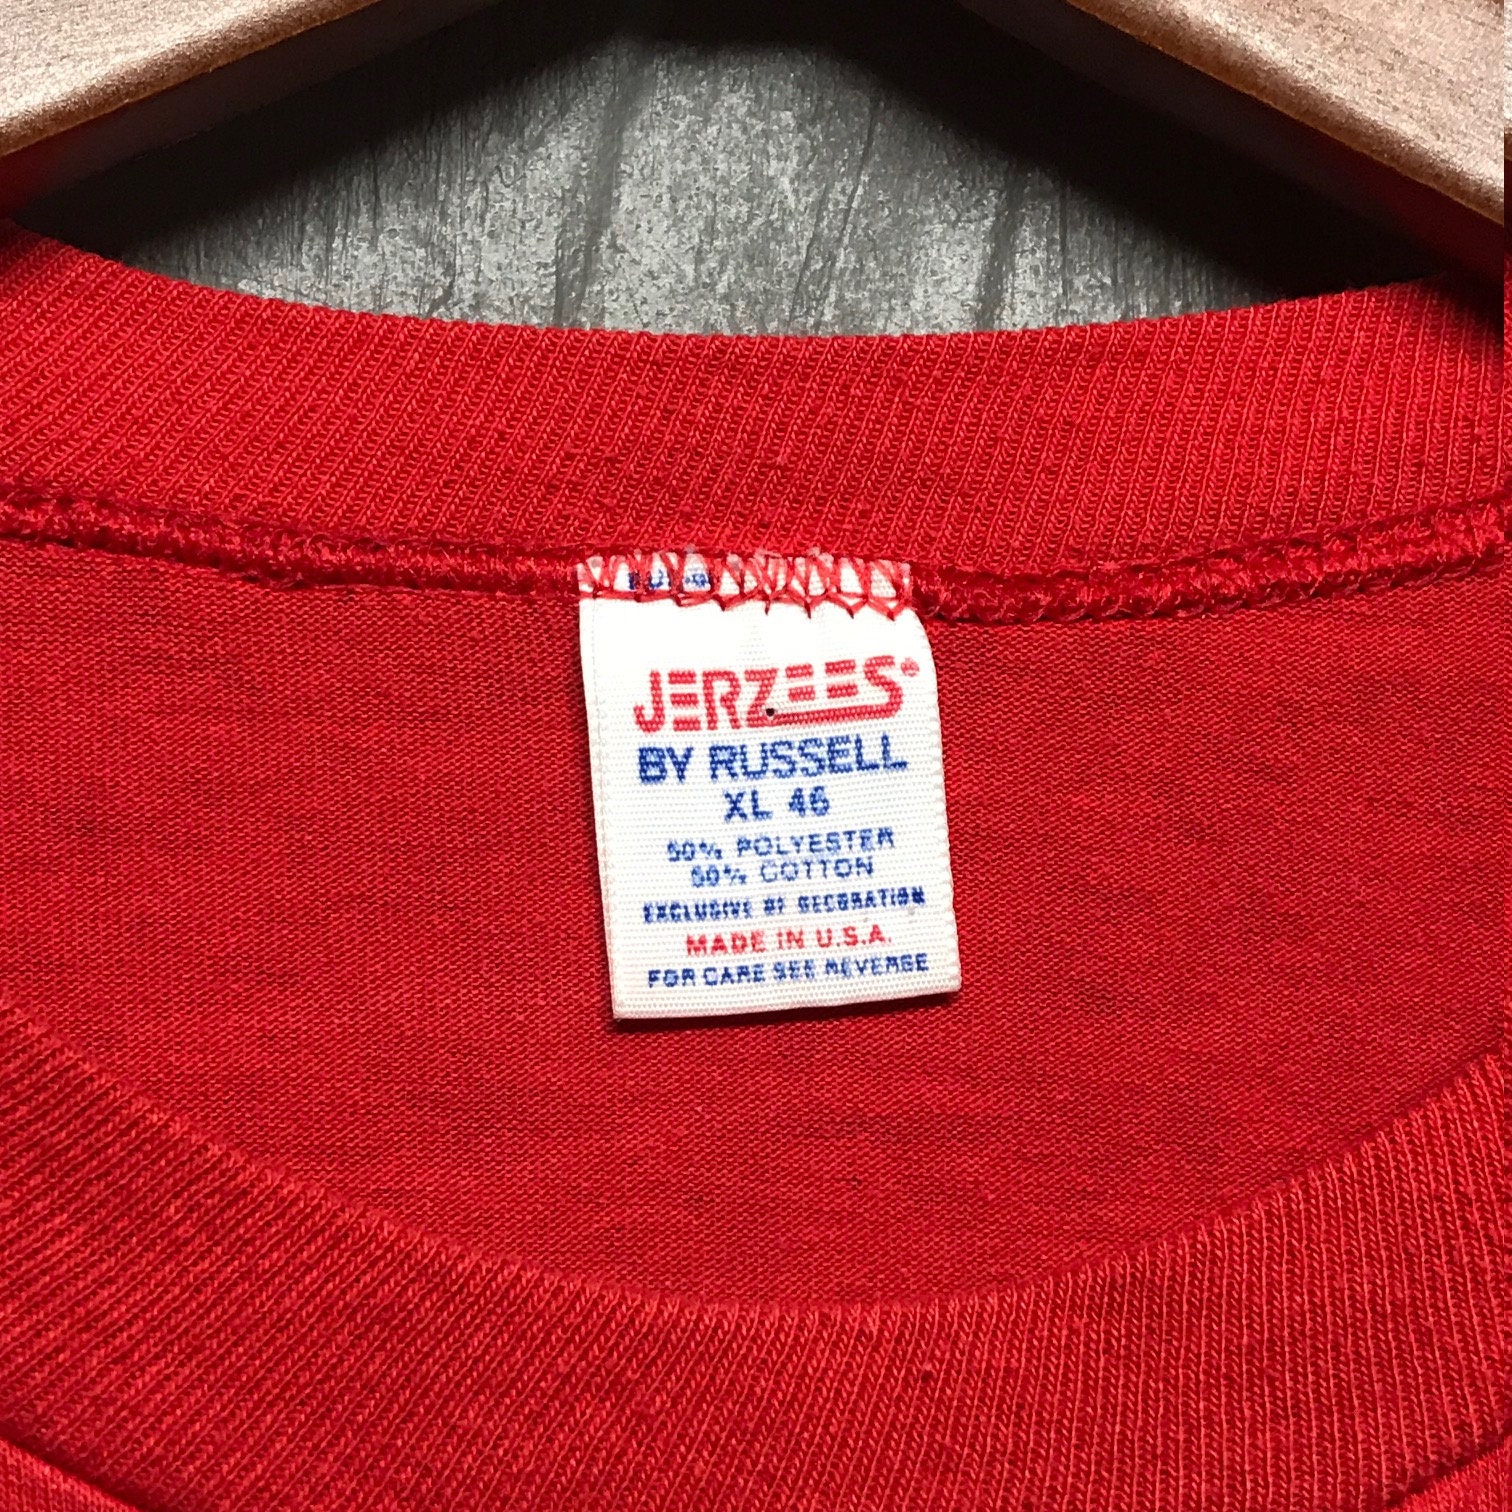 JERZEES
BY RUSSELL
XL 46
50% POLYESTER
50% COTTON
EXCLUSIVE OF DECORATION
MADE IN U.S.A.
FOR CARE SEE REVERSE